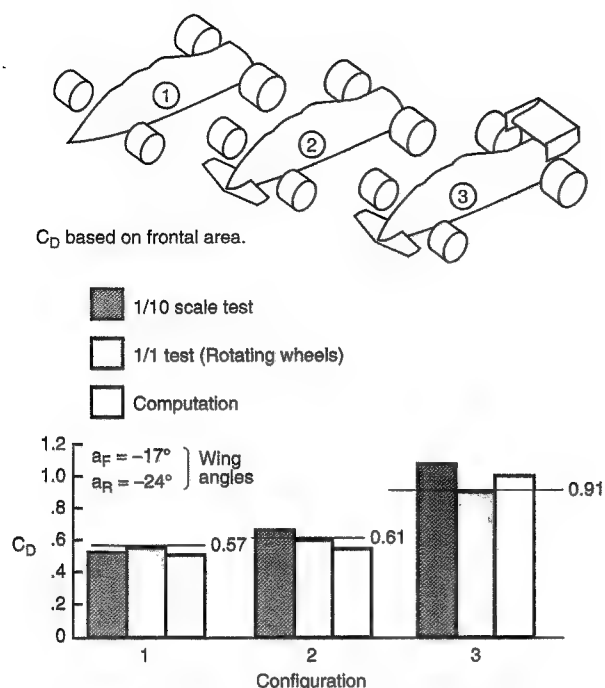 1
2
3
C_D based on frontal area.
1/10 scale test
1/1 test (Rotating wheels)
Computation
1.2
1.0
.8
.6
.4
.2
0
C_D
a_F = −17°
a_R = −24°
Wing
angles
0.57
0.61
0.91
1 2 3
Configuration